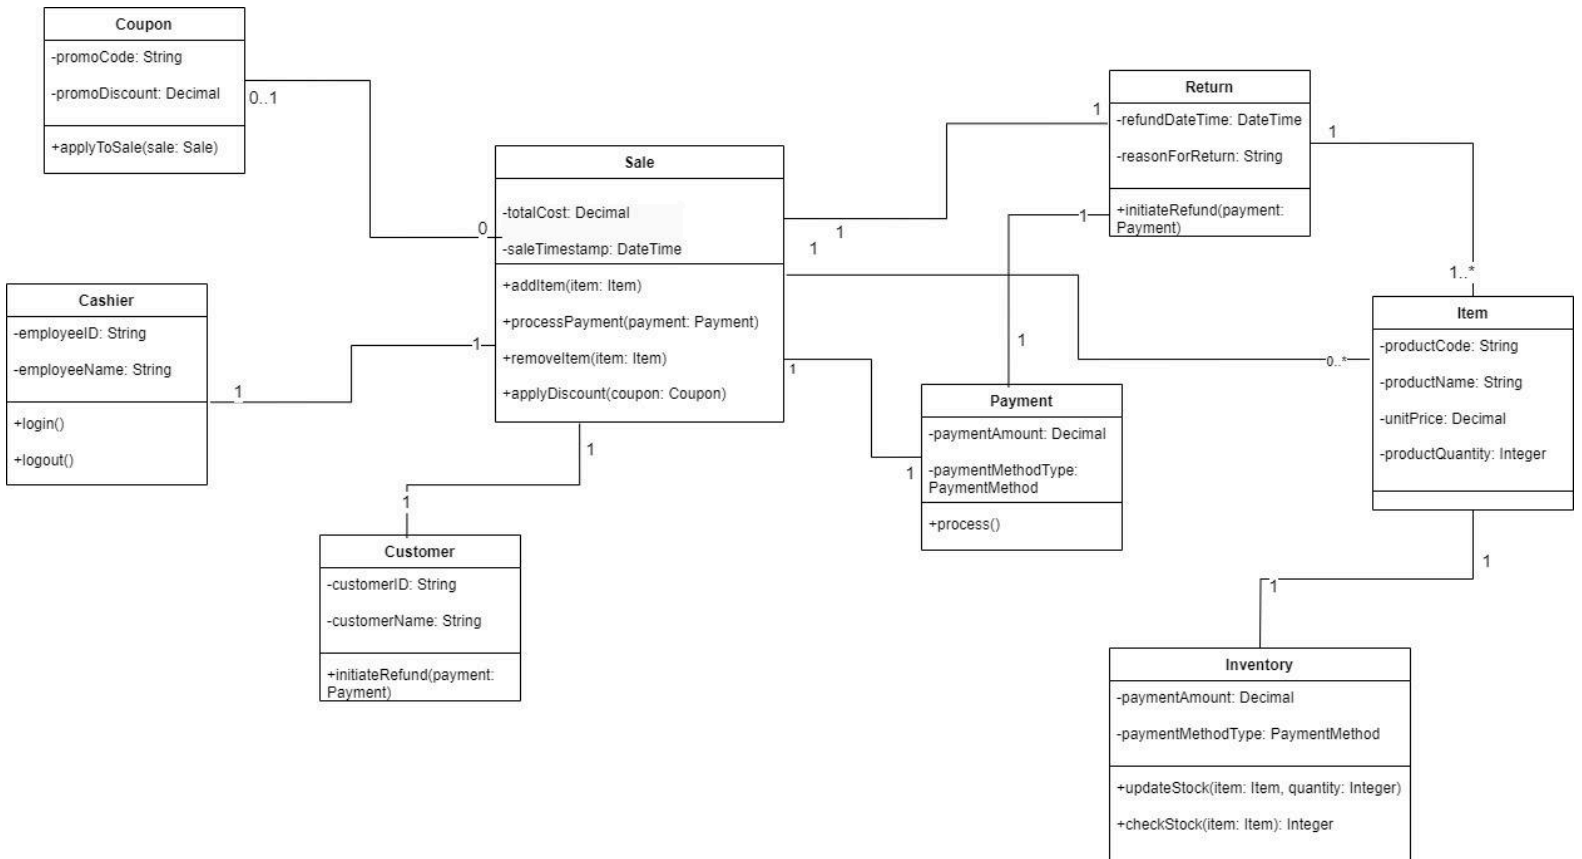 Coupon
-promoCode: String
-promoDiscount: Decimal
+applyToSale(sale: Sale)
0..1
0
Sale
-totalCost: Decimal
-saleTimestamp: DateTime
+addItem(item: Item)
+processPayment(payment: Payment)
+removeItem(item: Item)
+applyDiscount(coupon: Coupon)
1
1
1
Return
-refundDateTime: DateTime
-reasonForReturn: String
+initiateRefund(payment:
Payment)
1
1
1
1..*
Cashier
-employeeID: String
-employeeName: String
+login()
+logout()
1
1
1
1
Customer
-customerID: String
-customerName: String
+initiateRefund(payment:
Payment)
1
1
Payment
-paymentAmount: Decimal
-paymentMethodType:
PaymentMethod
+process()
0..*
Item
-productCode: String
-productName: String
-unitPrice: Decimal
-productQuantity: Integer
1
1
Inventory
-paymentAmount: Decimal
-paymentMethodType: PaymentMethod
+updateStock(item: Item, quantity: Integer)
+checkStock(item: Item): Integer